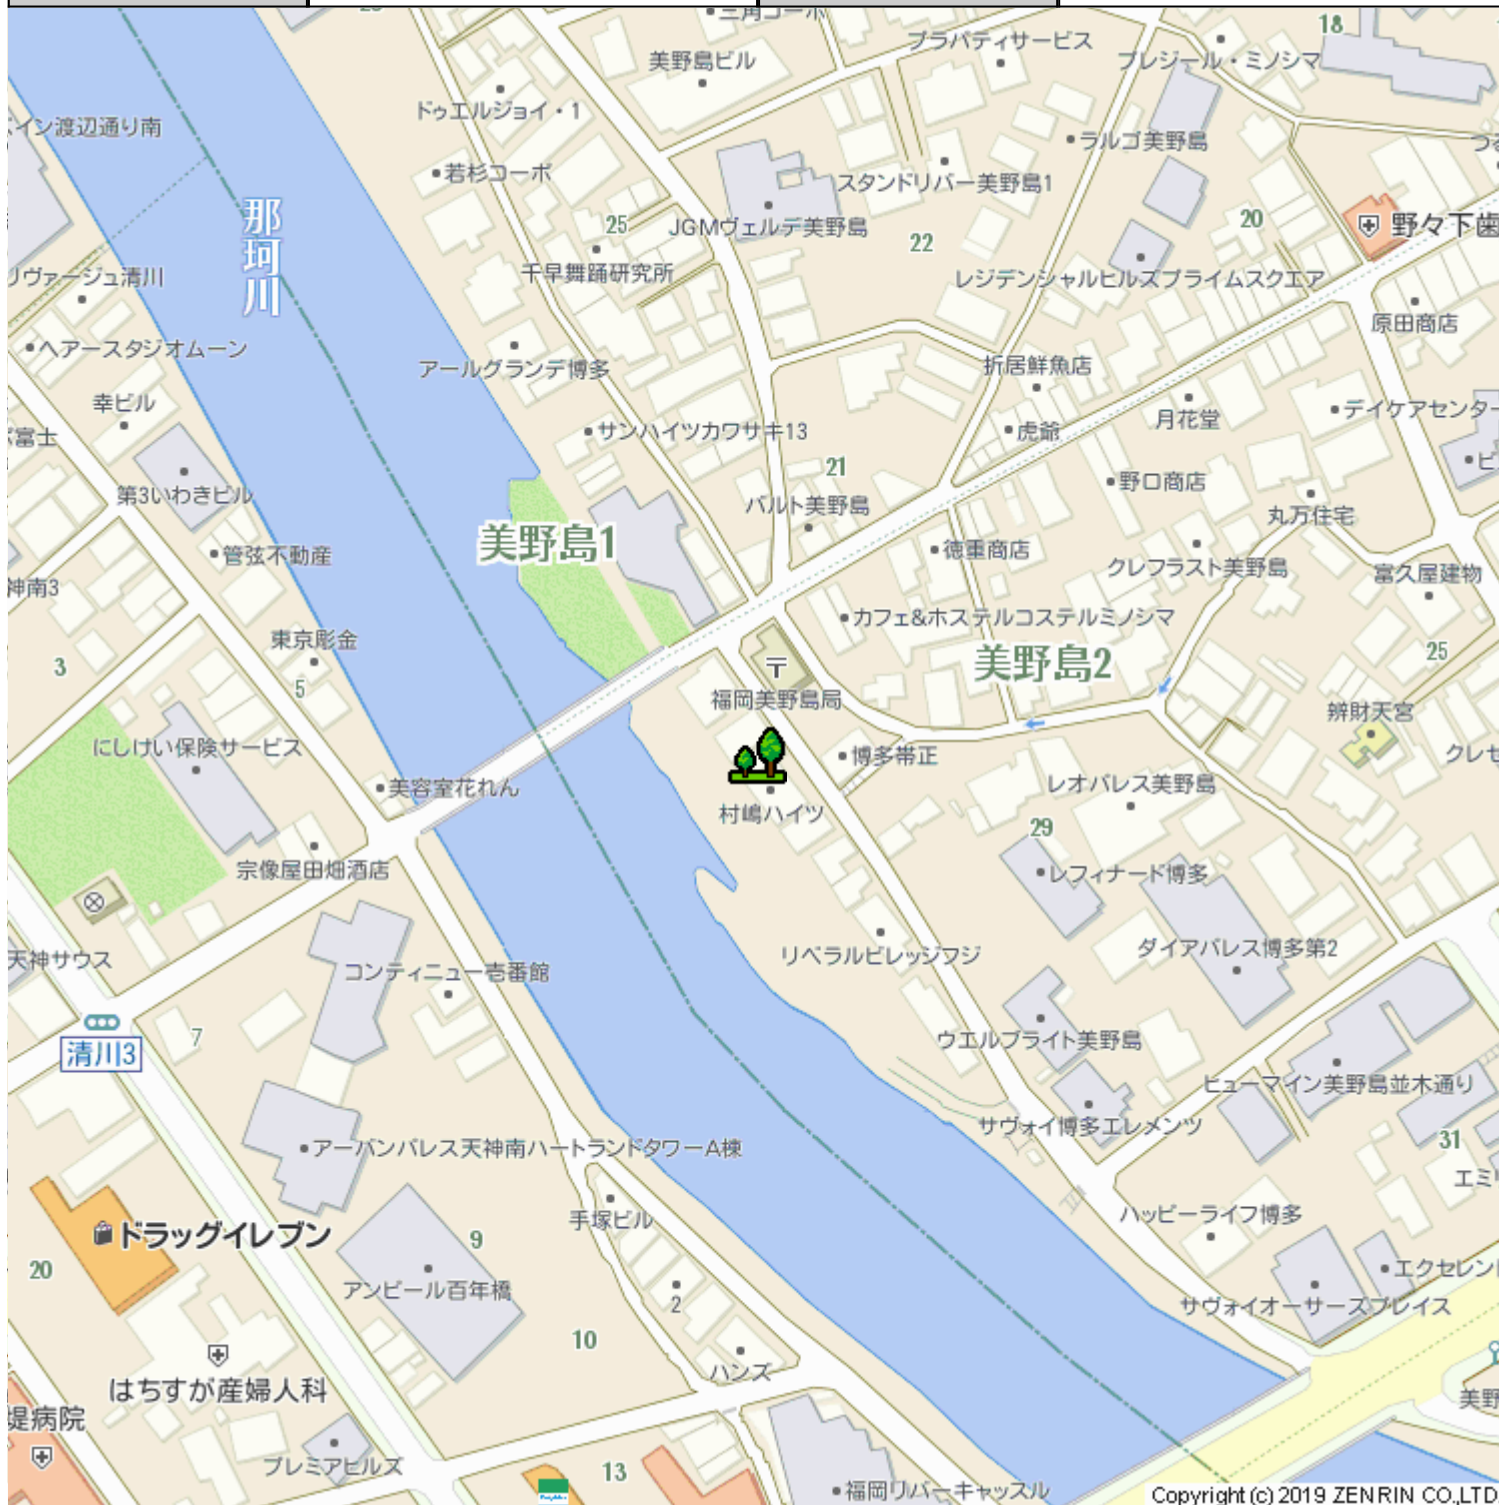 三角コーポ
18
プラバティサービス
美野島ビル
プレジール・ミノシマ
ドゥエルジョイ・1
イン渡辺通り南
ラルゴ美野島
若杉コーポ
スタンドリバー美野島1
那珂川
25
JGMヴェルデ美野島
22
20
野々下歯
千早舞踊研究所
リヴァージュ清川
レジデンシャルヒルズプライムスクエア
原田商店
ヘアースタジオムーン
アールグランデ博多
折居鮮魚店
幸ビル
月花堂
デイケアセンター
富士
サンハイツカワサキ13
虎爺
21
ビ
第3いわきビル
バルト美野島
野口商店
丸万住宅
美野島1
管弦不動産
徳重商店
クレフラスト美野島
富久屋建物
神南3
カフェ&ホステルコステルミノシマ
東京彫金
3
5
〒
美野島2
25
福岡美野島局
辨財天宮
にしけい保険サービス
博多帯正
クレセ
美容室花れん
レオパレス美野島
村嶋ハイツ
29
宗像屋田畑酒店
レフィナード博多
天神サウス
コンティニュー壱番館
リベラルビレッジフジ
ダイアパレス博多第2
7
清川3
ウエルブライト美野島
ヒューマイン美野島並木通り
サヴォイ博多エレメンツ
31
アーバンパレス天神南ハートランドタワーA棟
エミ
手塚ビル
ハッピーライフ博多
ドラッグイレブン
9
20
アンピール百年橋
2
エクセレン
サヴォイオーサーズプレイス
10
はちすが産婦人科
ハンズ
美野
堤病院
プレミアヒルズ
13
福岡リバーキャッスル
Copyright (c) 2019 ZENRIN CO.,LTD